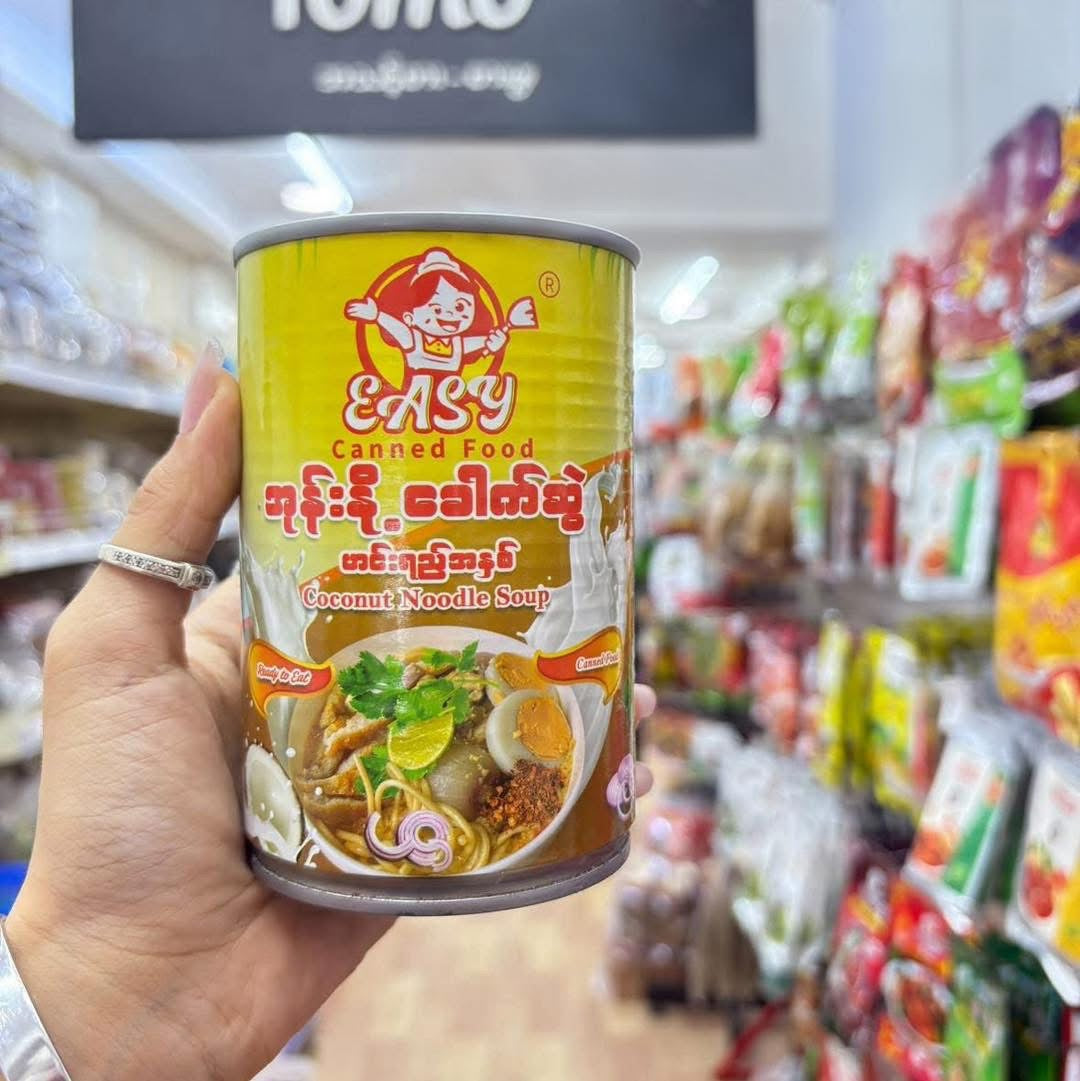 ®
EASY
Canned Food
ဘုန်းနို့ခေါက်ဆွဲ
ဟင်းရည်အနှစ်
Coconut Noodle Soup
Ready to Eat
Canned Food